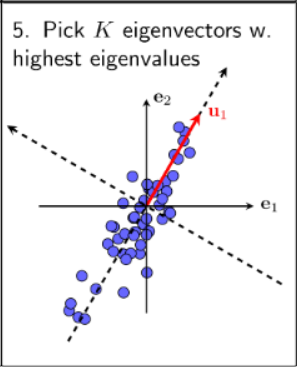 5. Pick K eigenvectors w.
highest eigenvalues
e₂
u₁
e₁